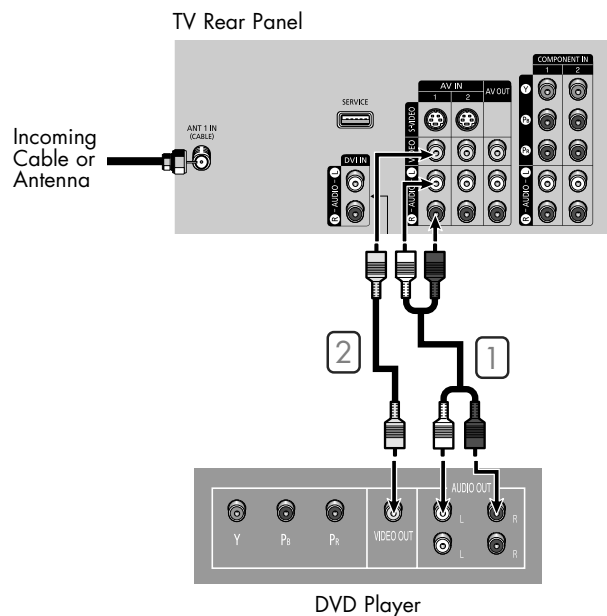 TV Rear Panel
COMPONENT IN
1 2
AV IN
1 2
AV OUT
SERVICE
ANT 1 IN
(CABLE)
Incoming
Cable or
Antenna
DVI IN
R - AUDIO - L
S-VIDEO
VIDEO
R - AUDIO - L
Y
PB
PR
R - AUDIO - L
2
1
AUDIO OUT
L R
Y PB PR VIDEO OUT
L R
DVD Player